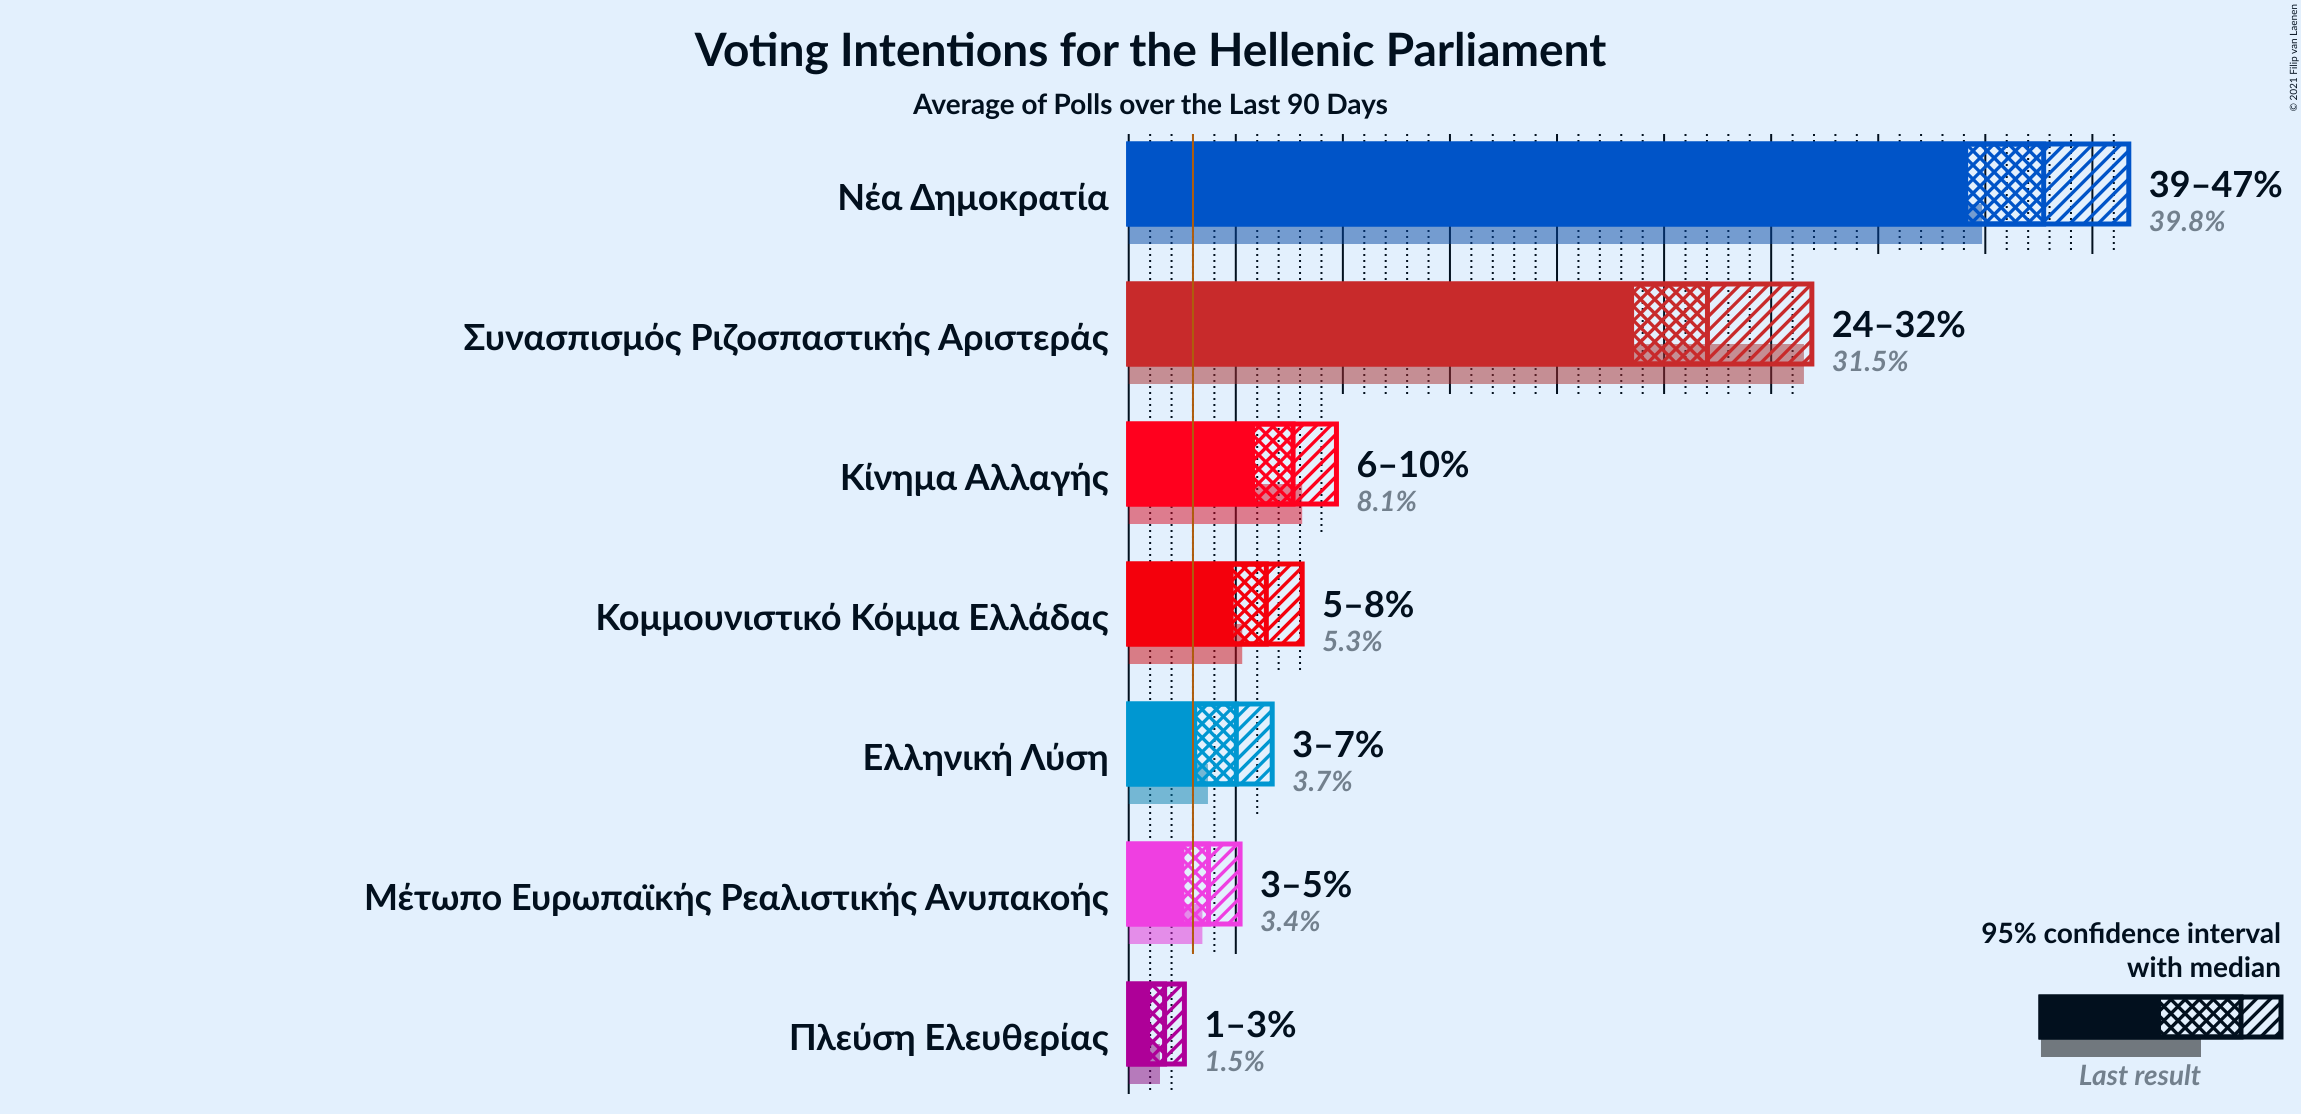 Voting Intentions for the Hellenic Parliament
Average of Polls over the Last 90 Days
© 2021 Filip van Laenen
Νέα Δημοκρατία
39–47%
39.8%
Συνασπισμός Ριζοσπαστικής Αριστεράς
24–32%
31.5%
Κίνημα Αλλαγής
6–10%
8.1%
Κομμουνιστικό Κόμμα Ελλάδας
5–8%
5.3%
Ελληνική Λύση
3–7%
3.7%
Μέτωπο Ευρωπαϊκής Ρεαλιστικής Ανυπακοής
3–5%
3.4%
Πλεύση Ελευθερίας
1–3%
1.5%
95% confidence interval
with median
Last result